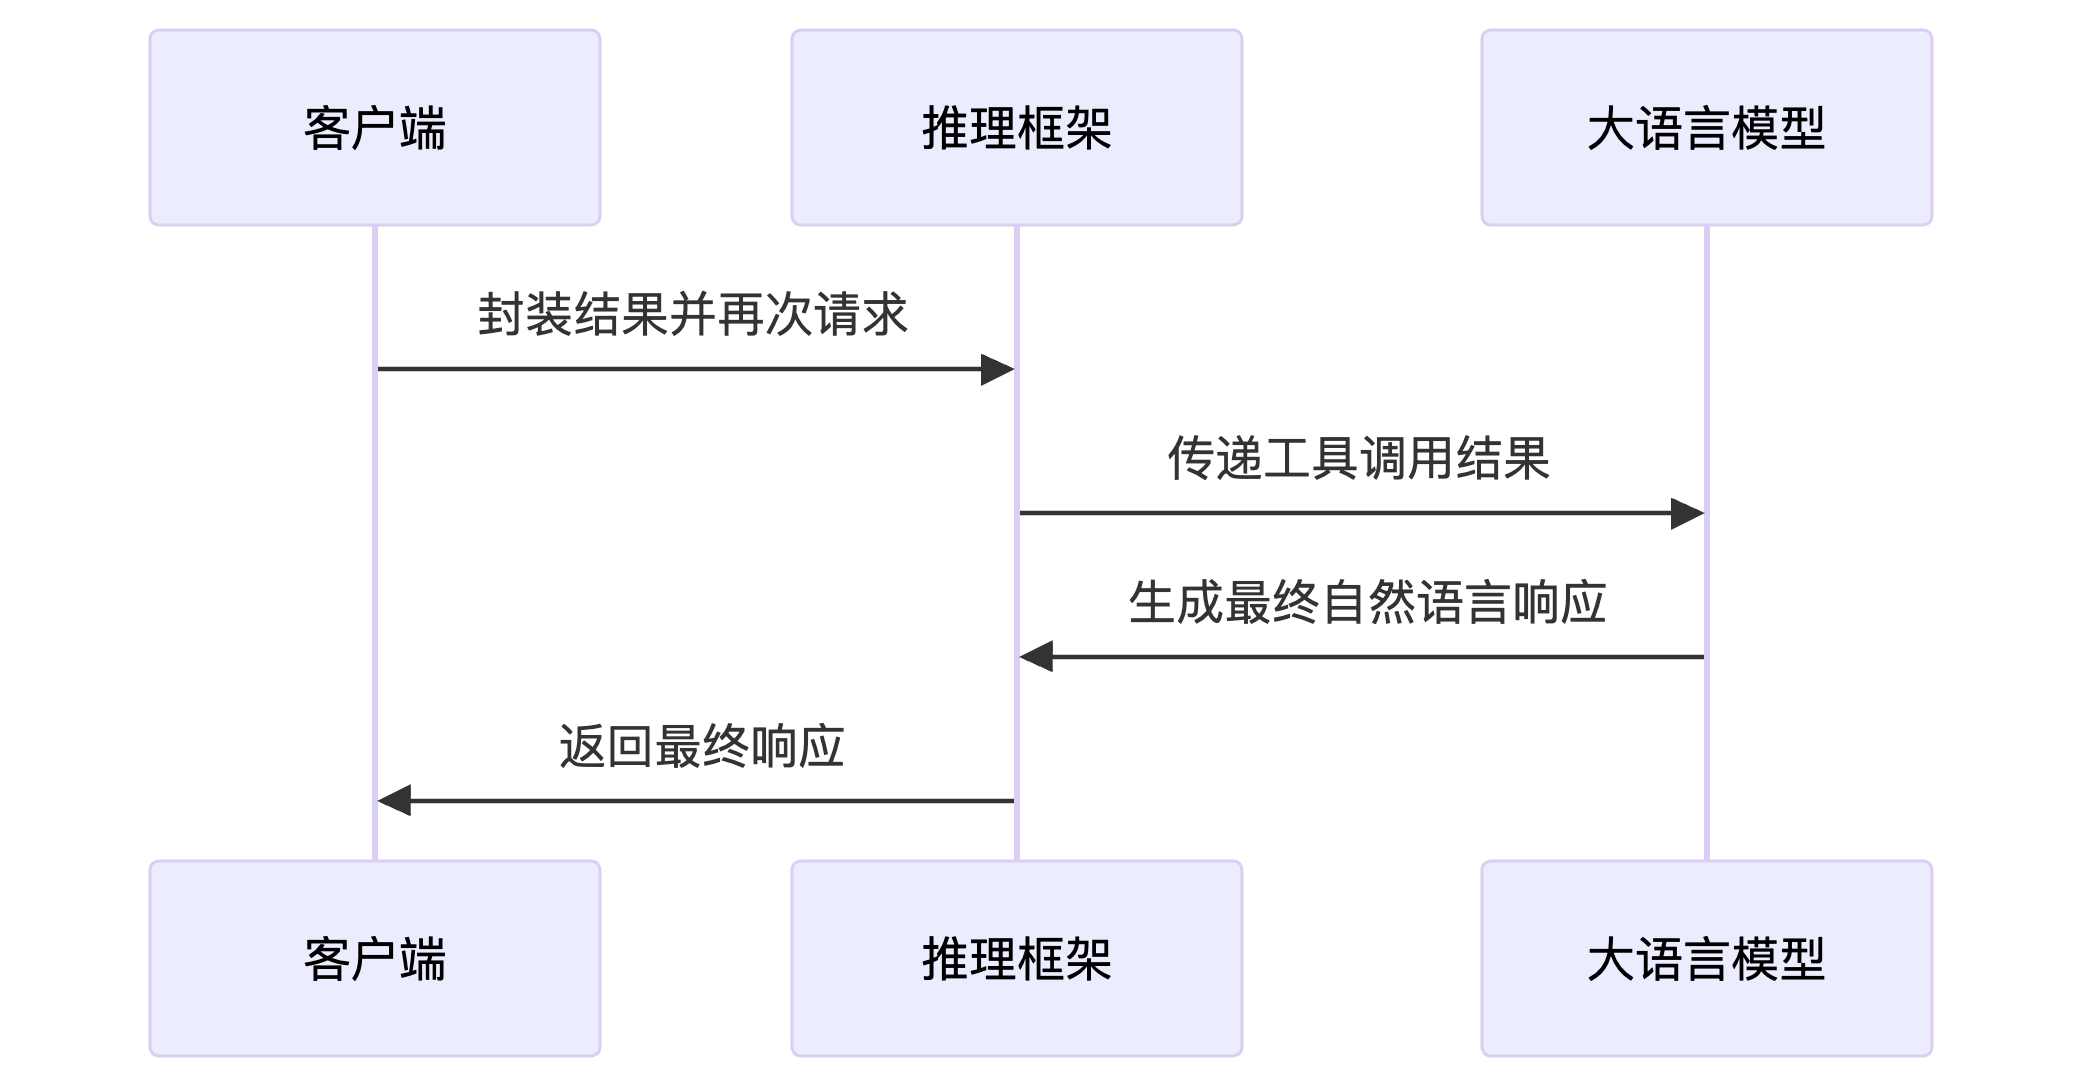 客户端
推理框架
大语言模型
封装结果并再次请求
传递工具调用结果
生成最终自然语言响应
返回最终响应
客户端
推理框架
大语言模型